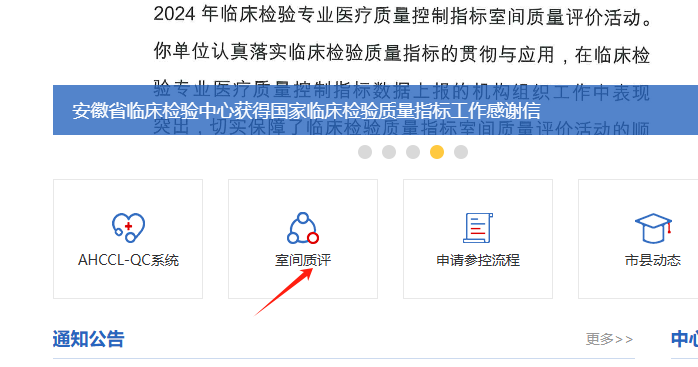 2024 年临床检验专业医疗质量控制指标室间质量评价活动。
你单位认真落实临床检验质量指标的贯彻与应用，在临床检
验专业医疗质量控制指标数据上报的机构组织工作中表现
安徽省临床检验中心获得国家临床检验质量指标工作感谢信
突出，切实保障了临床检验质量指标室间质量评价活动的顺
AHCCL-QC系统
室间质评
申请参控流程
市县动态
通知公告
更多>>
中心